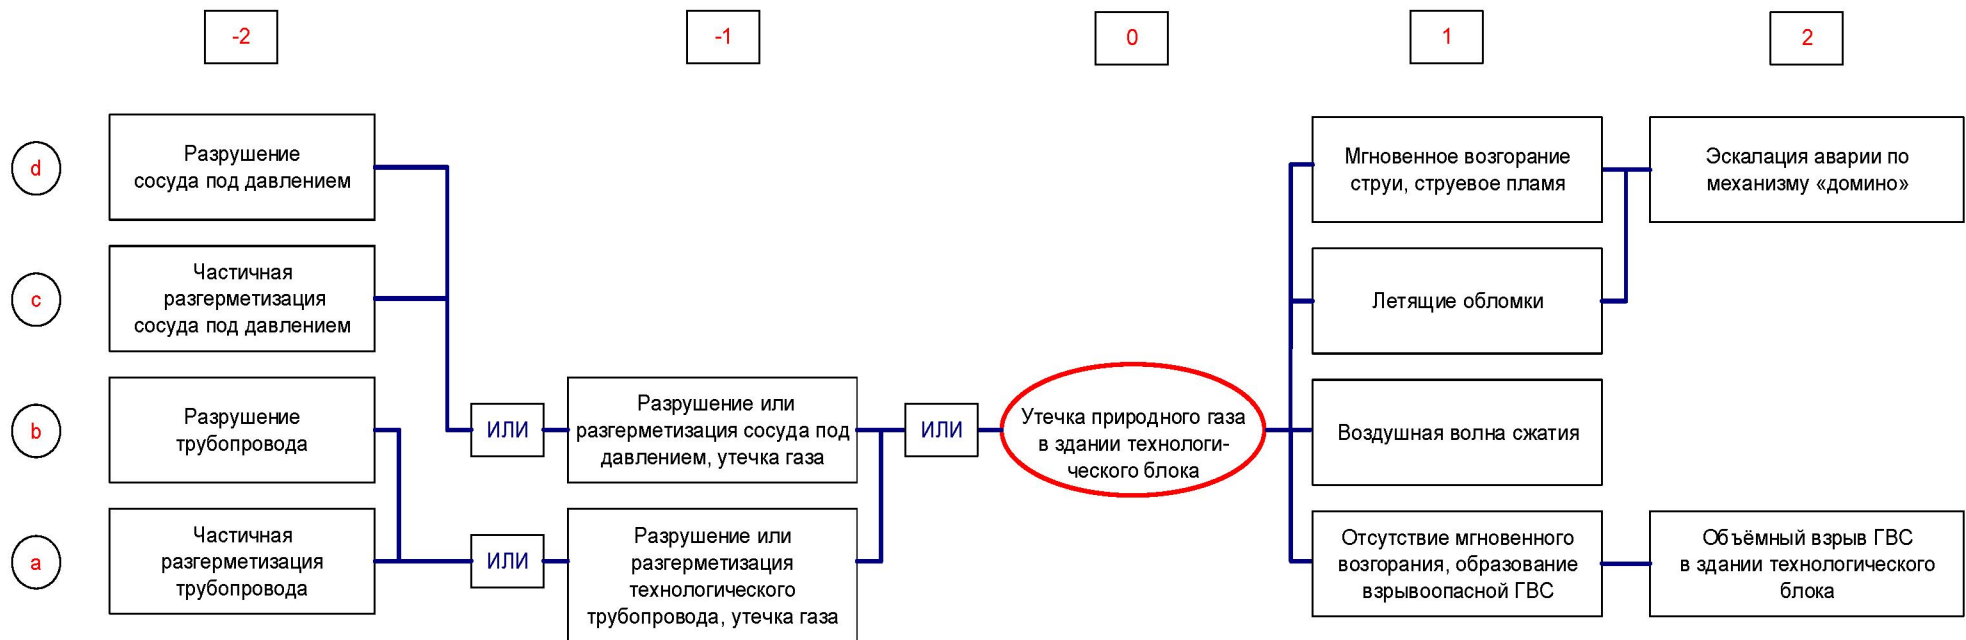 -2
-1
0
1
2
d
Разрушение
сосуда под давлением
Мгновенное возгорание
струи, струевое пламя
Эскалация аварии по
механизму «домино»
c
Частичная
разгерметизация
сосуда под давлением
Летящие обломки
b
Разрушение
трубопровода
ИЛИ
Разрушение или
разгерметизация сосуда под
давлением, утечка газа
ИЛИ
Утечка природного газа
в здании технологи-
ческого блока
Воздушная волна сжатия
a
Частичная
разгерметизация
трубопровода
ИЛИ
Разрушение или
разгерметизация
технологического
трубопровода, утечка газа
Отсутствие мгновенного
возгорания, образование
взрывоопасной ГВС
Объёмный взрыв ГВС
в здании технологического
блока